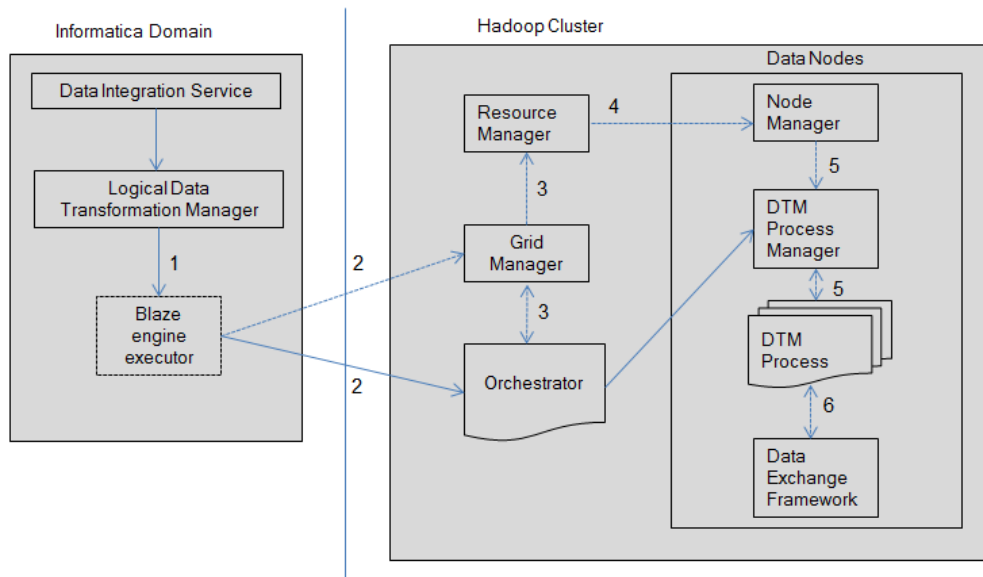 Informatica Domain
Data Integration Service
Logical Data
Transformation Manager
1
Blaze
engine
executor
2
2
Hadoop Cluster
Resource
Manager
4
3
Grid
Manager
3
Orchestrator
Data Nodes
Node
Manager
5
DTM
Process
Manager
5
DTM
Process
6
Data
Exchange
Framework